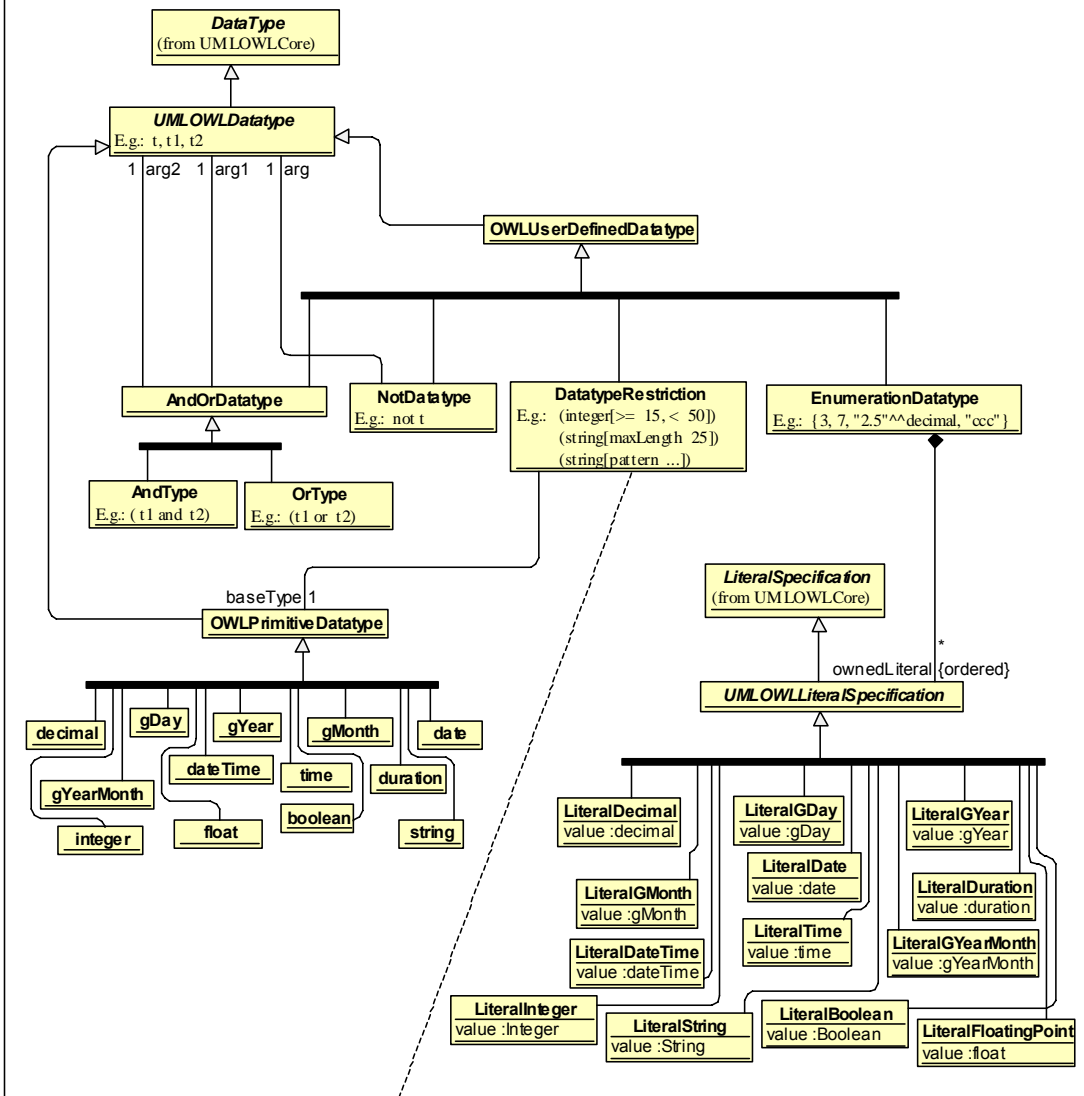 DataType
(from UMLOWLCore)
UMLOWLDatatype
E.g.: t, t1, t2
1 arg2 1 arg1 1 arg
OWLUserDefinedDatatype
AndOrDatatype
NotDatatype
E.g.: not t
DatatypeRestriction
E.g.: (integer[>= 15, < 50])
(string[maxLength 25])
(string[pattern ...])
EnumerationDatatype
E.g.: {3, 7, "2.5"^^decimal, "ccc"}
AndType
E.g.: (t1 and t2)
OrType
E.g.: (t1 or t2)
LiteralSpecification
(from UMLOWLCore)
baseType 1
OWLPrimitiveDatatype
*
ownedLiteral {ordered}
UMLOWLLiteralSpecification
decimal
gDay
gYear
gMonth
date
gYearMonth
dateTime
time
duration
integer
float
boolean
string
LiteralDecimal
value :decimal
LiteralGDay
value :gDay
LiteralGYear
value :gYear
LiteralDate
value :date
LiteralGMonth
value :gMonth
LiteralDuration
value :duration
LiteralTime
value :time
LiteralGYearMonth
value :gYearMonth
LiteralDateTime
value :dateTime
LiteralInteger
value :Integer
LiteralString
value :String
LiteralBoolean
value :Boolean
LiteralFloatingPoint
value :float